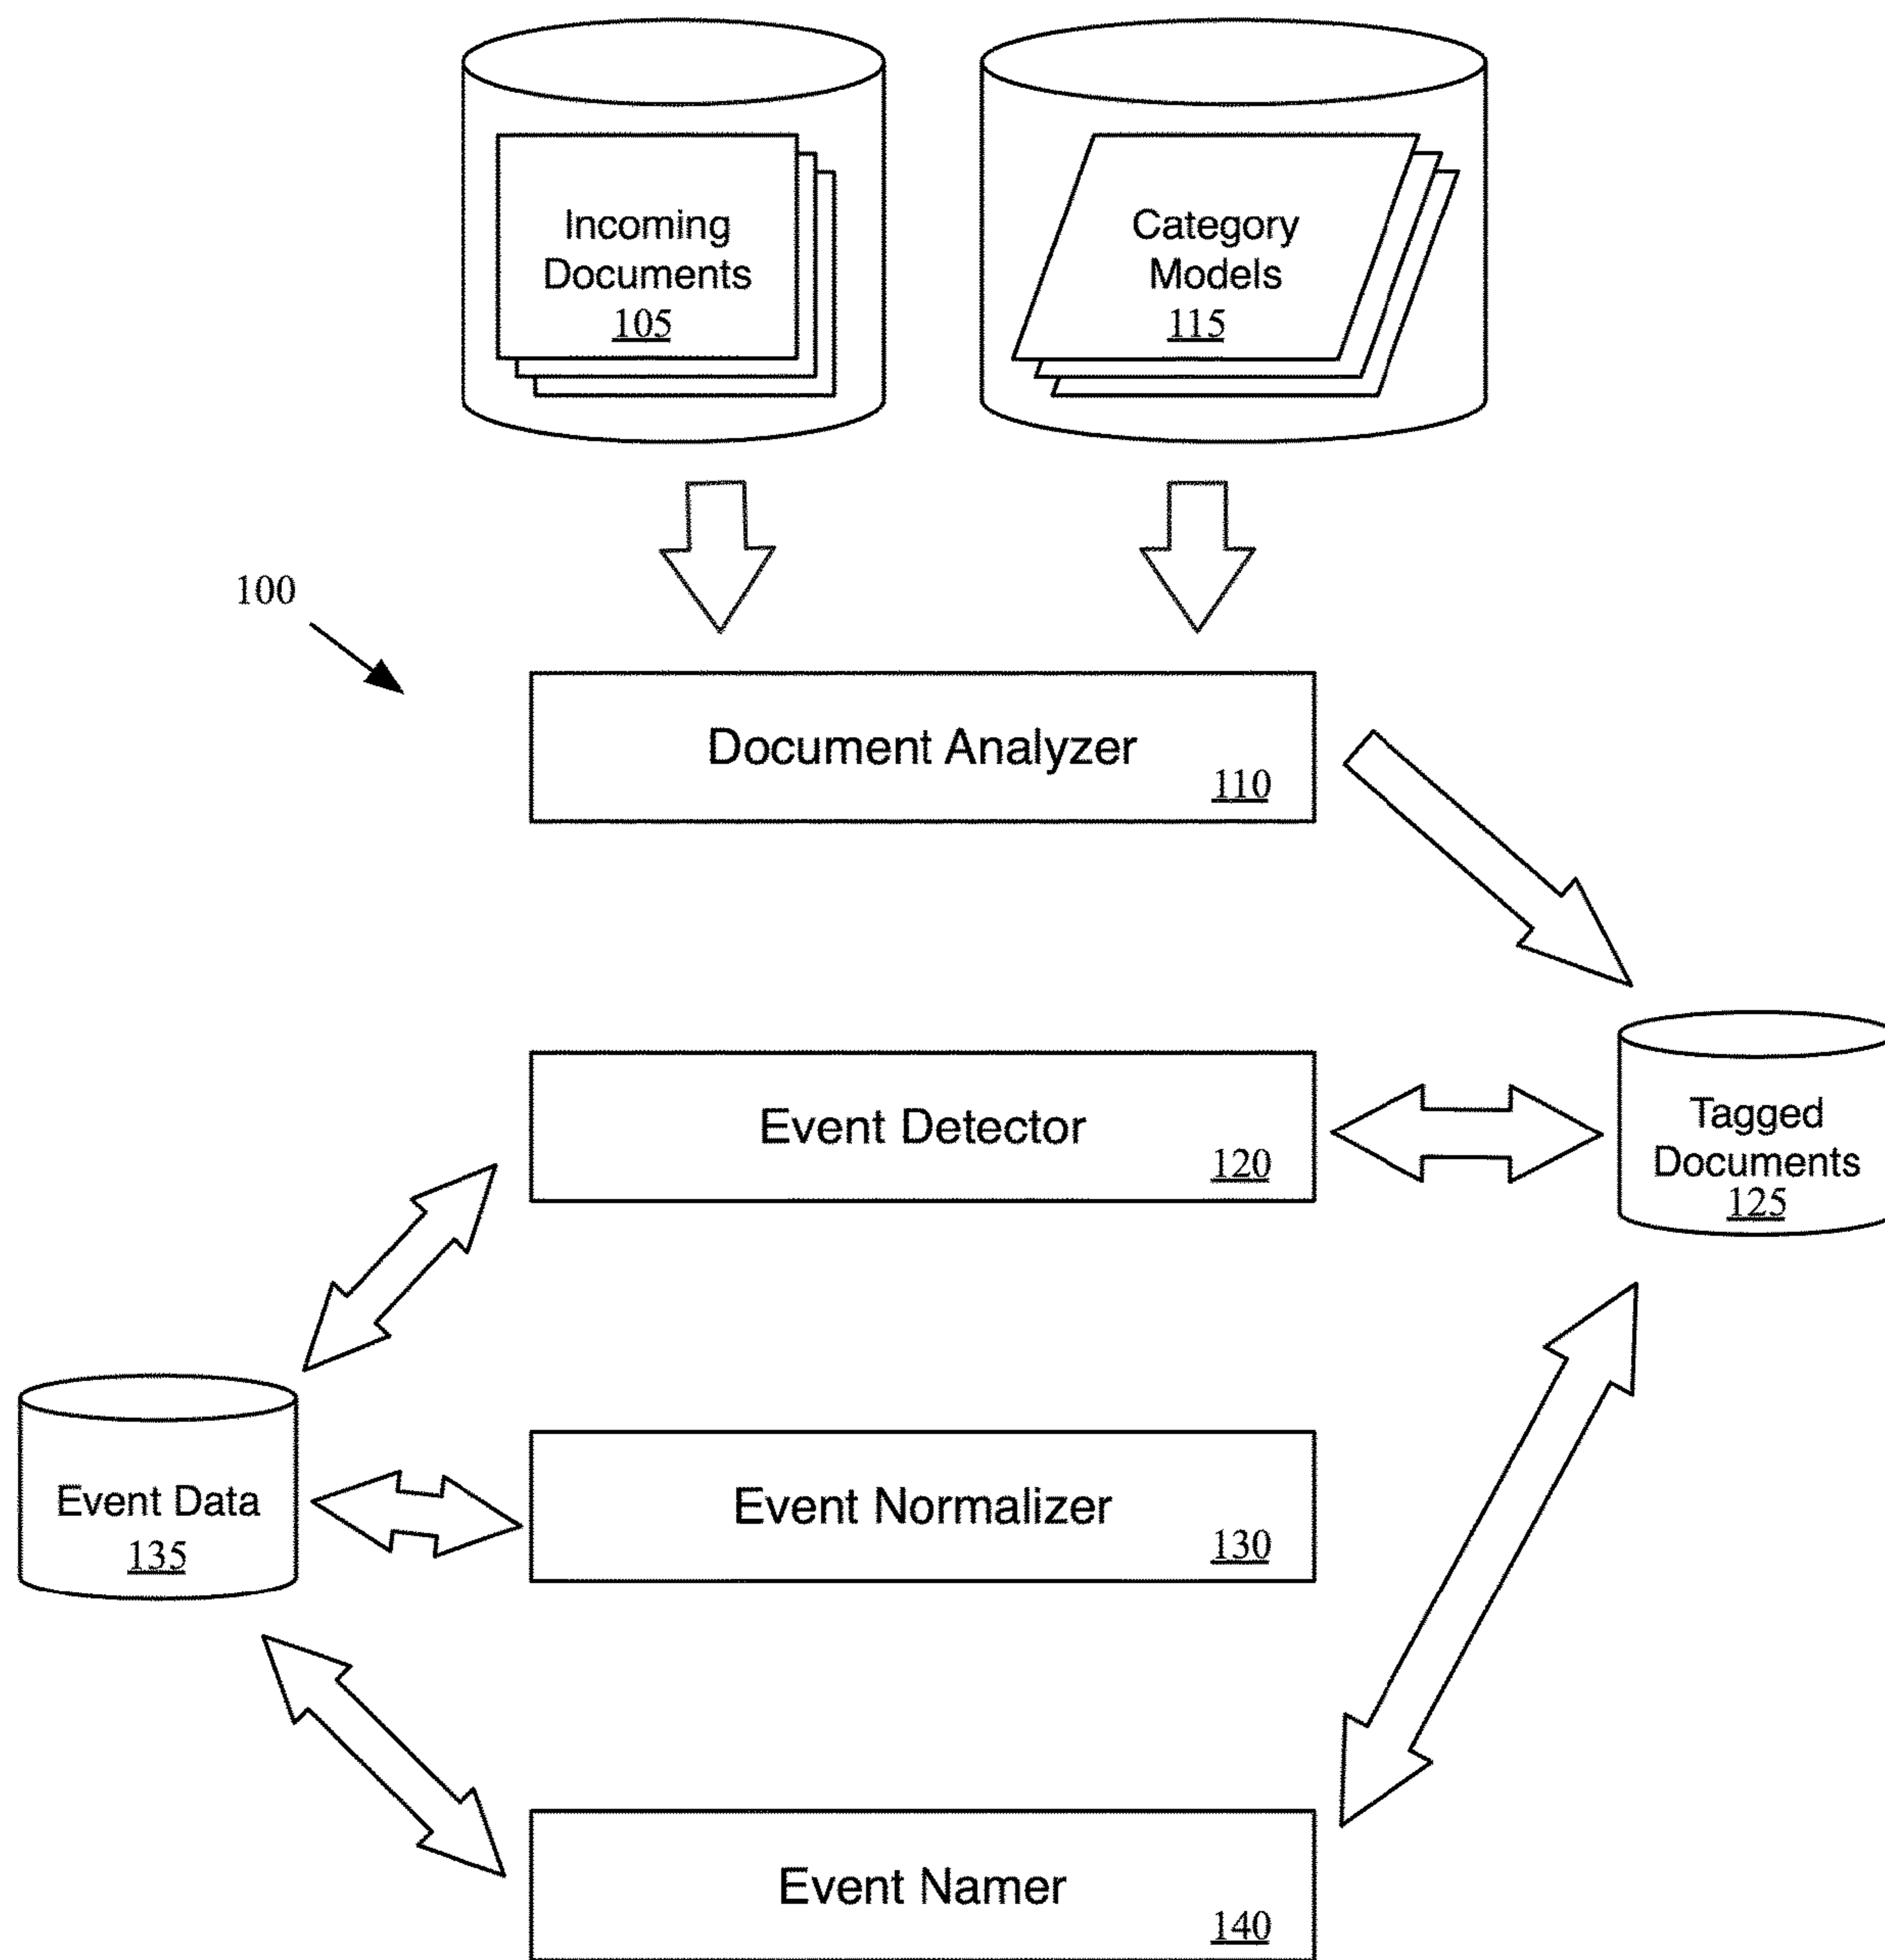 Incoming
Documents
105
Category
Models
115
100
Document Analyzer
110
Event Detector
120
Tagged
Documents
125
Event Data
135
Event Normalizer
130
Event Namer
140